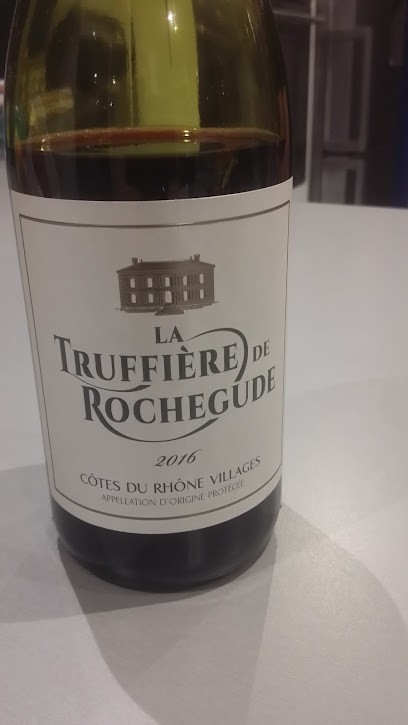 LA
TRUFFIÈRE DE
ROCHEGUDE
2016
CÔTES DU RHÔNE VILLAGES
APPELLATION D'ORIGINE PROTÉGÉE